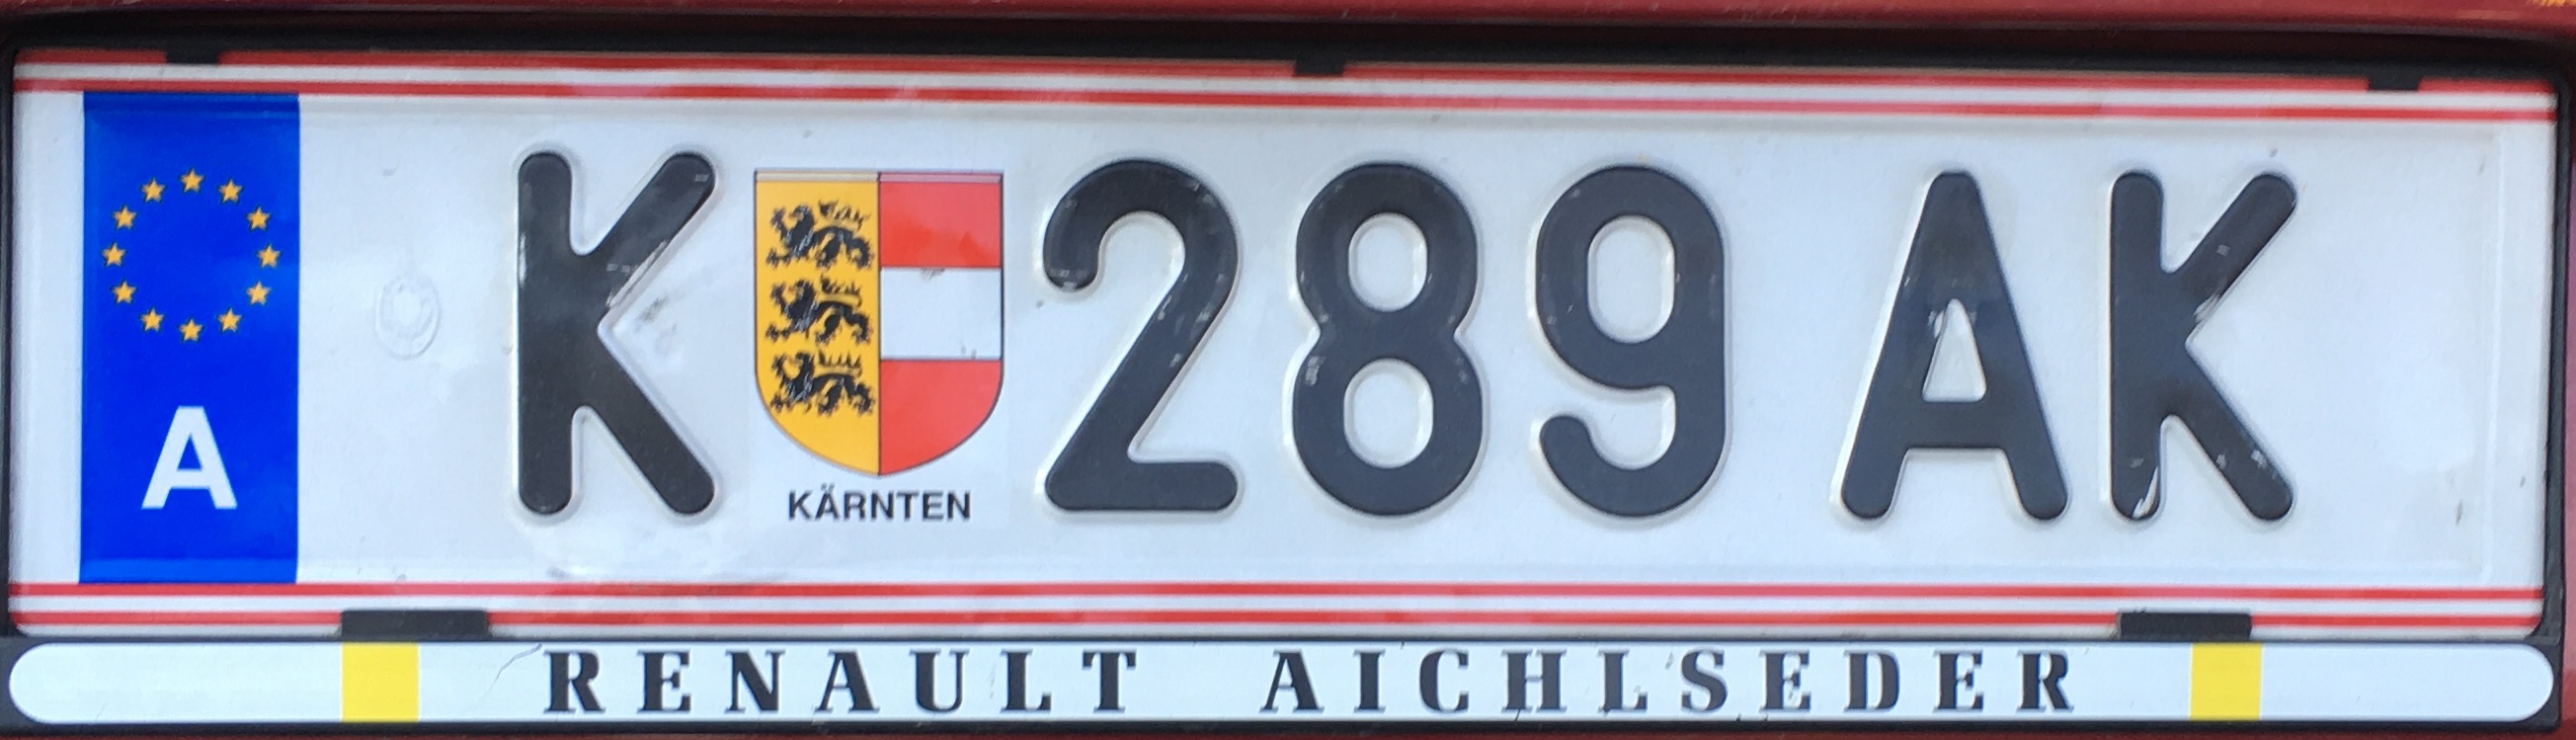 A K KÄRNTEN 289 AK
RENAULT AICHLSEDER